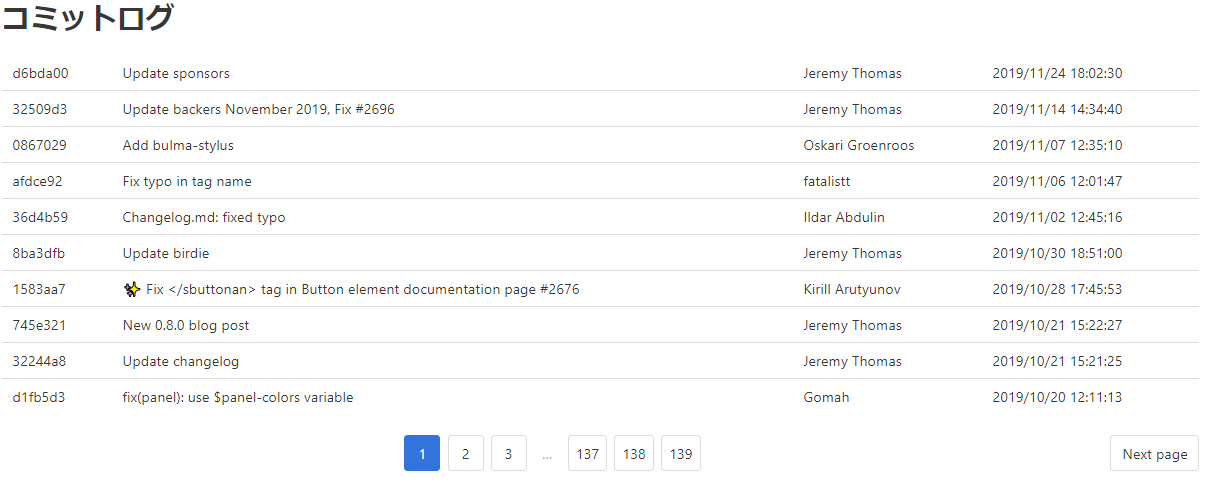 コミットログ
d6bda00 Update sponsors Jeremy Thomas 2019/11/24 18:02:30
32509d3 Update backers November 2019, Fix #2696 Jeremy Thomas 2019/11/14 14:34:40
0867029 Add bulma-stylus Oskari Groenroos 2019/11/07 12:35:10
afdce92 Fix typo in tag name fatalistt 2019/11/06 12:01:47
36d4b59 Changelog.md: fixed typo Ildar Abdulin 2019/11/02 12:45:16
8ba3dfb Update birdie Jeremy Thomas 2019/10/30 18:51:00
1583aa7 ✨ Fix </sbuttonan> tag in Button element documentation page #2676 Kirill Arutyunov 2019/10/28 17:45:53
745e321 New 0.8.0 blog post Jeremy Thomas 2019/10/21 15:22:27
32244a8 Update changelog Jeremy Thomas 2019/10/21 15:21:25
d1fb5d3 fix(panel): use $panel-colors variable Gomah 2019/10/20 12:11:13
1 2 3 … 137 138 139 Next page